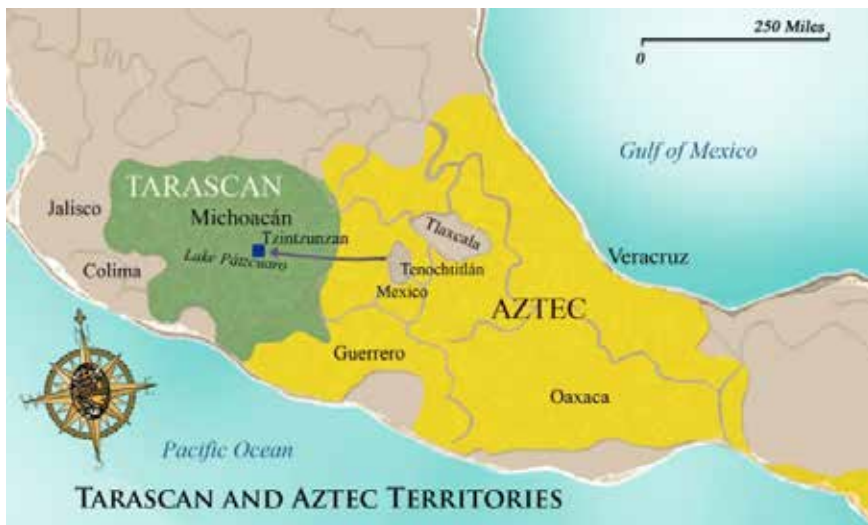 250 Miles
0
Gulf of Mexico
TARASCAN
Jalisco
Michoacán
Tzintzunzan
Lake Pátzcuaro
Colima
Tlaxcala
Tenochtitlán
Mexico
Veracruz
AZTEC
Guerrero
Oaxaca
Pacific Ocean
TARASCAN AND AZTEC TERRITORIES